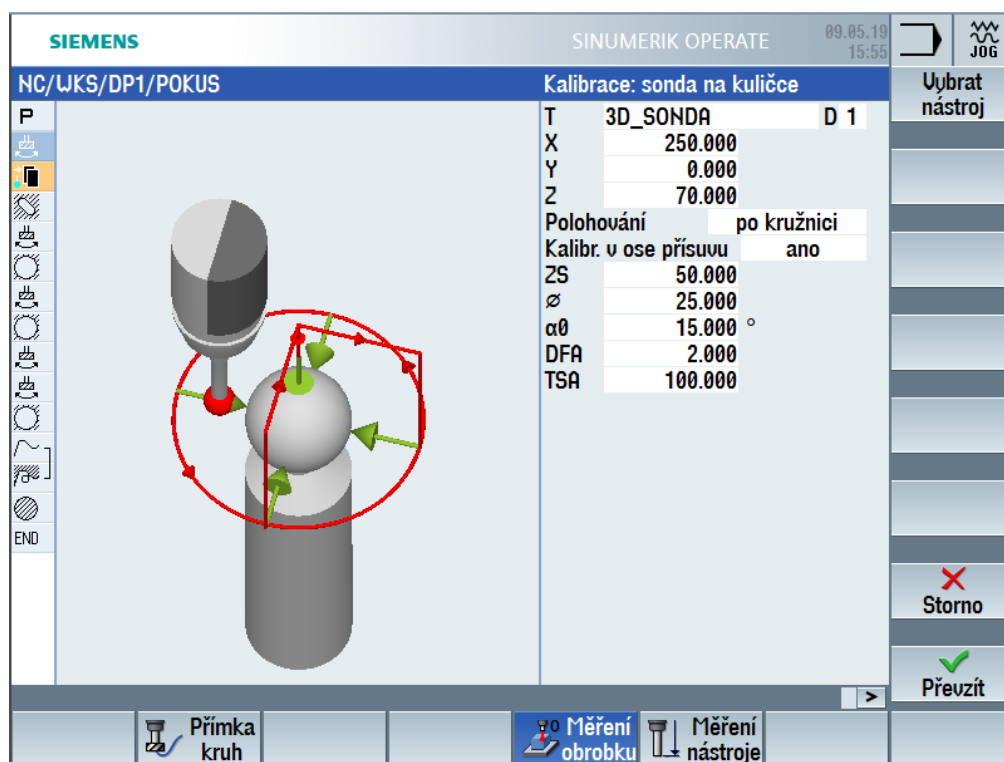 SIEMENS
SINUMERIK OPERATE
09.05.19
15:55
JOG
NC/WKS/DP1/POKUS
Kalibrace: sonda na kuličce
Vybrat
nástroj
P
END
T 3D_SONDA D 1
X 250.000
Y 0.000
Z 70.000
Polohování po kružnici
Kalibr. v ose přísuvu ano
ZS 50.000
ø 25.000
α0 15.000 °
DFA 2.000
TSA 100.000
Storno
Převzít
>
Přímka
kruh
Měření
obrobku
Měření
nástroje